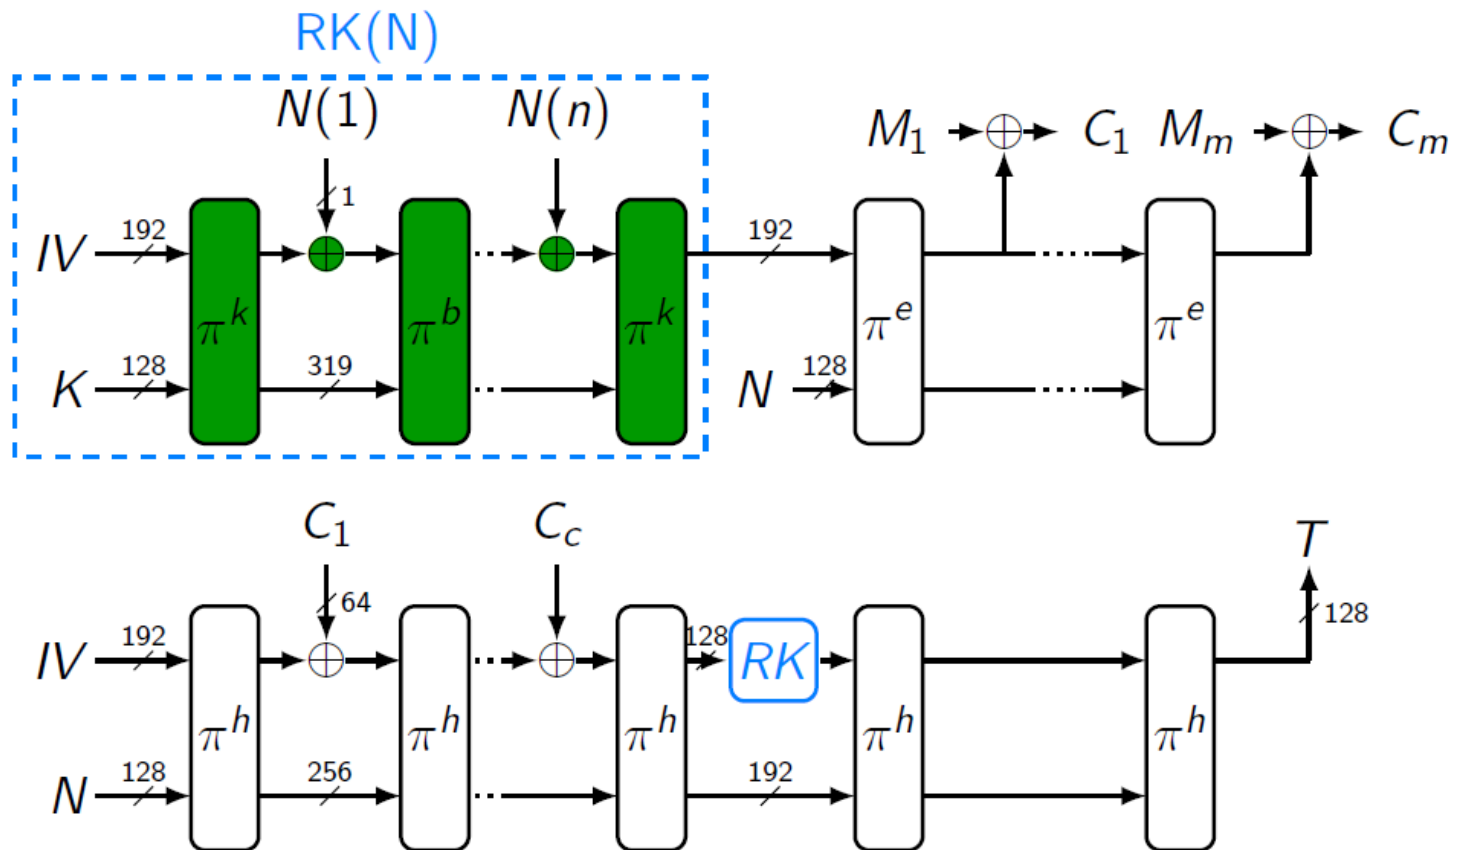 RK(N)
N(1) N(n) M₁ ⊕ C₁ Mₘ ⊕ Cₘ
1
IV 192 192
πᵏ πᵇ πᵏ πᵉ πᵉ
K 128 319 N 128
C₁ C_c T
64 128
IV 192 128 RK
πʰ πʰ πʰ πʰ πʰ
N 128 256 192